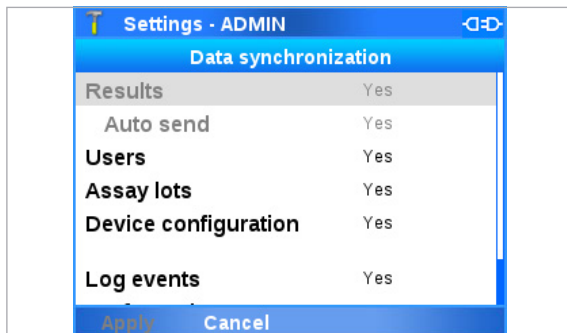 Settings - ADMIN
Data synchronization
Results Yes
Auto send Yes
Users Yes
Assay lots Yes
Device configuration Yes
Log events Yes
Apply Cancel